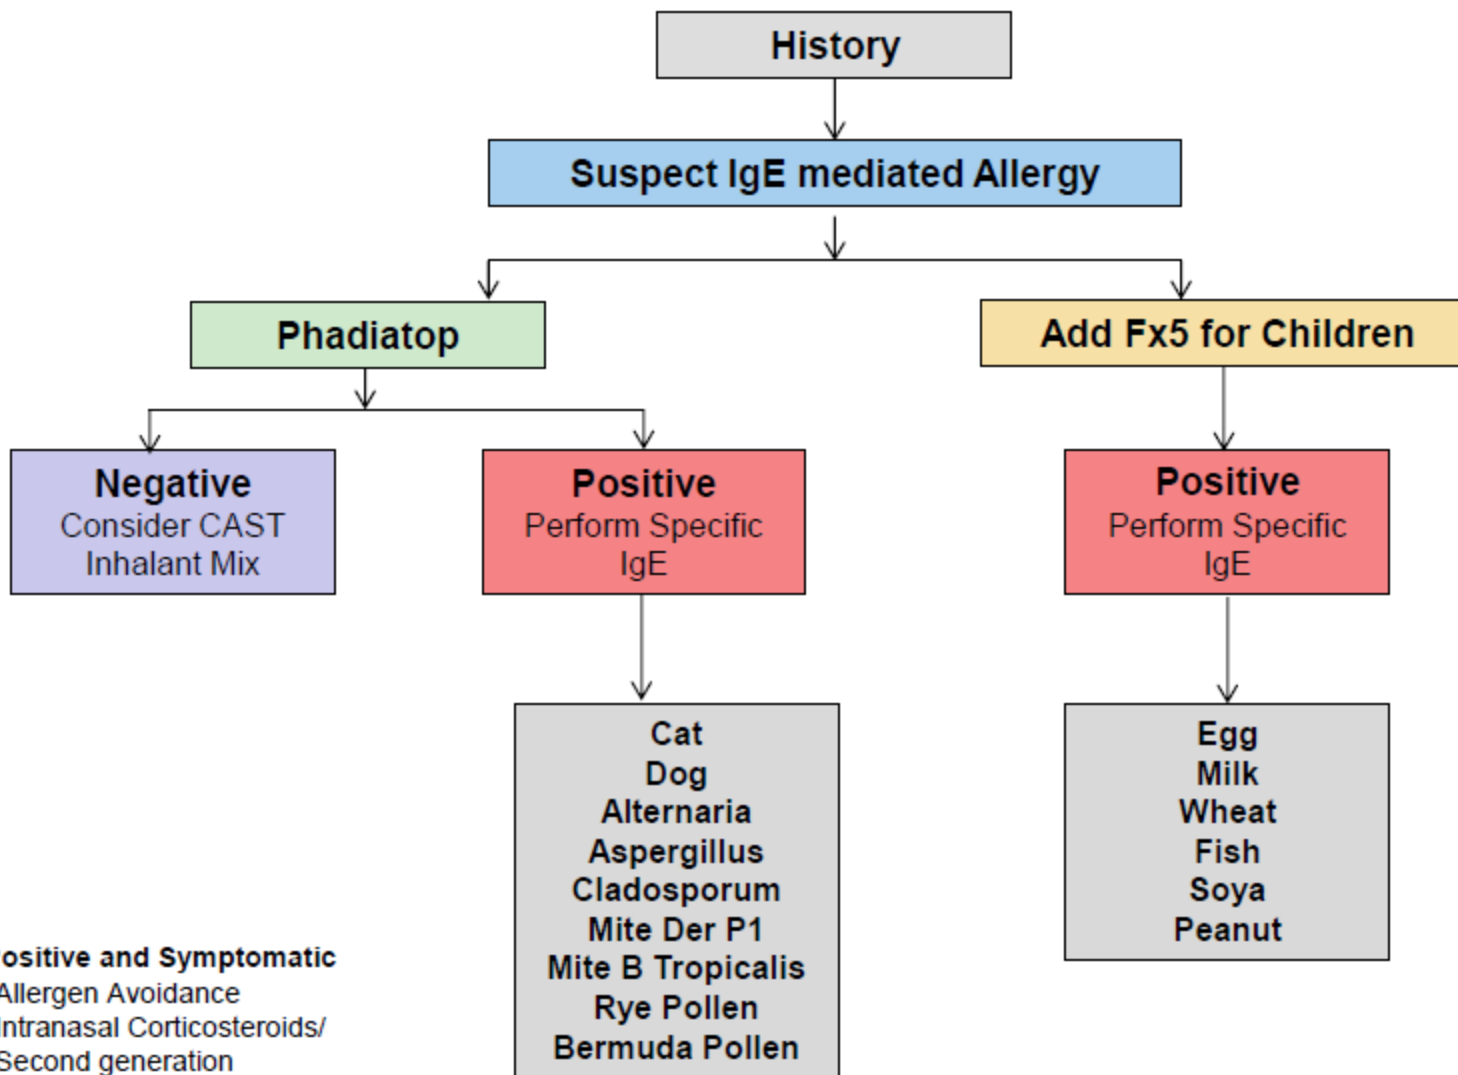 History
Suspect IgE mediated Allergy
Phadiatop
Add Fx5 for Children
Negative
Consider CAST
Inhalant Mix
Positive
Perform Specific
IgE
Positive
Perform Specific
IgE
Cat
Dog
Alternaria
Aspergillus
Cladosporum
Mite Der P1
Mite B Tropicalis
Rye Pollen
Bermuda Pollen
Egg
Milk
Wheat
Fish
Soya
Peanut
ositive and Symptomatic
Allergen Avoidance
Intranasal Corticosteroids/
Second generation